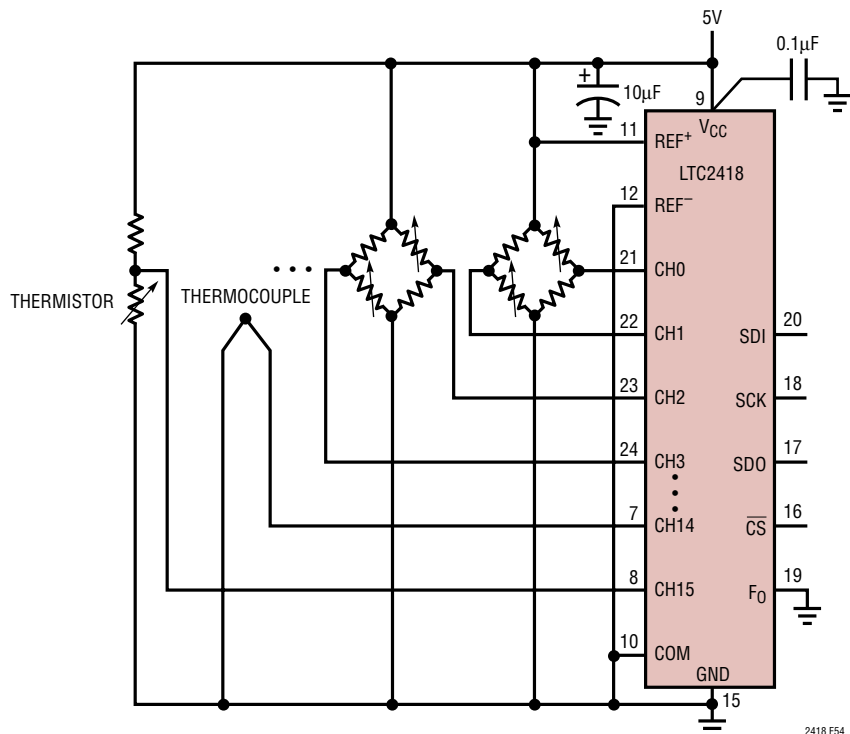 5V
0.1µF
+
10µF
9
VCC
11
REF+
LTC2418
12
REF–
21
CH0
THERMISTOR
THERMOCOUPLE
22
CH1
SDI
20
23
CH2
SCK
18
24
CH3
SDO
17
7
CH14
CS
16
8
CH15
FO
19
10
COM
GND
15
2418 F54